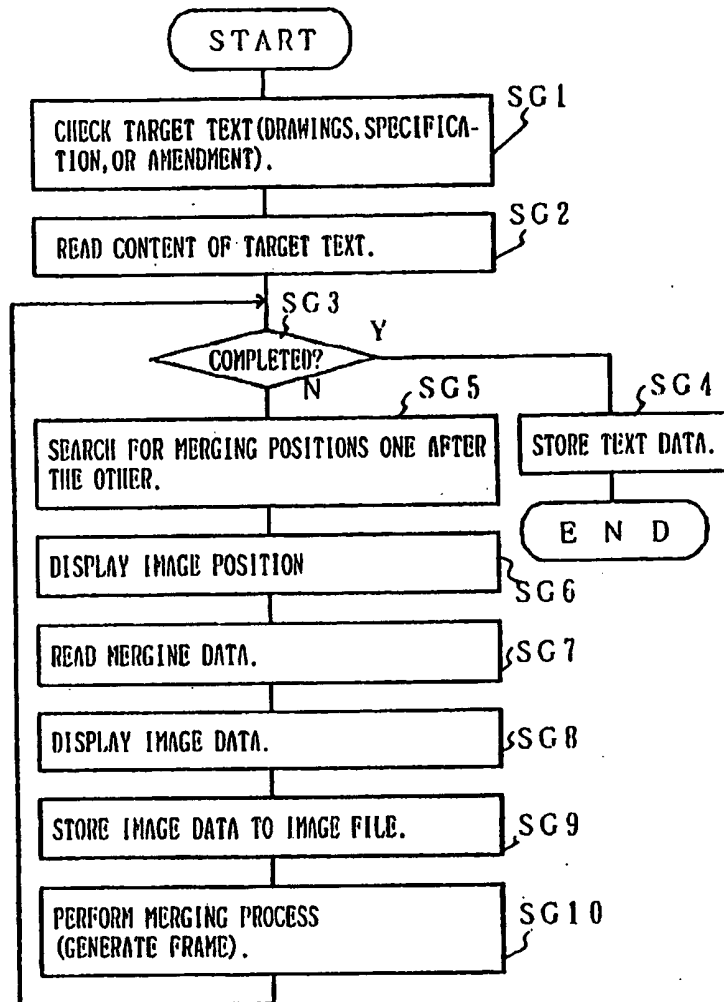 START
SG1
CHECK TARGET TEXT(DRAWINGS, SPECIFICA-
TION, OR AMENDMENT).
SG2
READ CONTENT OF TARGET TEXT.
SG3
COMPLETED?
Y
N
SG4
STORE TEXT DATA.
END
SG5
SEARCH FOR MERGING POSITIONS ONE AFTER
THE OTHER.
DISPLAY IMAGE POSITION
SG6
READ MERGINE DATA.
SG7
DISPLAY IMAGE DATA.
SG8
STORE IMAGE DATA TO IMAGE FILE.
SG9
PERFORM MERGING PROCESS
(GENERATE FRAME).
SG10